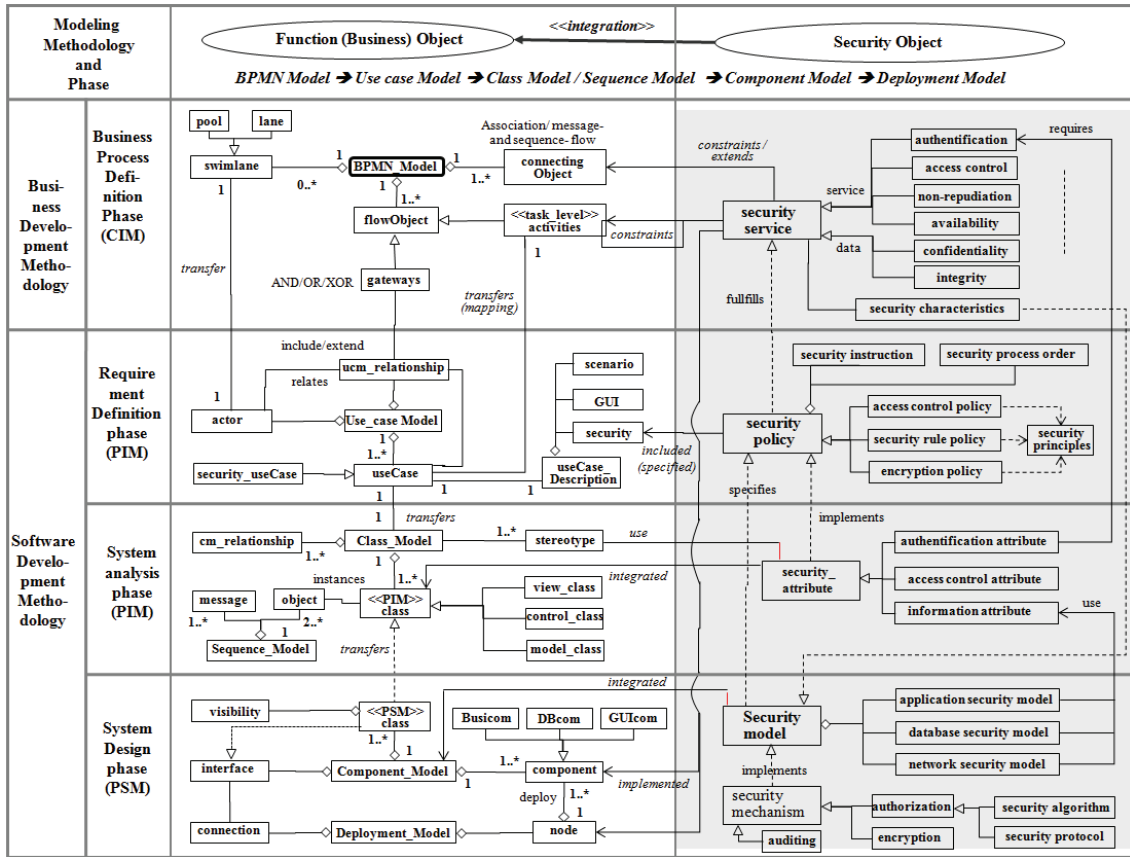 Modeling
Methodology
and
Phase
Function (Business) Object
<<integration>>
Security Object
BPMN Model ➔ Use case Model ➔ Class Model / Sequence Model ➔ Component Model ➔ Deployment Model
Busi-
ness
Develop-
ment
Metho-
dology
Business
Process
Defi-
nition
Phase
(CIM)
pool
lane
swimlane
1
0..*
1
BPMN_Model
1
1
1..*
Association/ message-
and sequence- flow
connecting
Object
1..*
flowObject
<<task_level>>
activities
1
AND/OR/XOR
gateways
transfer
1
transfers
(mapping)
constraints /
extends
constraints
security
service
service
data
authentification
access control
non-repudiation
availability
confidentiality
integrity
security characteristics
requires
fullfills
Software
Develop-
ment
Metho-
dology
Require
ment
Definition
phase
(PIM)
include/extend
ucm_relationship
relates
actor
Use_case Model
1
1..*
security_useCase
useCase
1
1
1
scenario
GUI
security
useCase_
Description
included
(specified)
security instruction
security process order
security
policy
access control policy
security rule policy
encryption policy
security
principles
specifies
implements
System
analysis
phase
(PIM)
1
transfers
cm_relationship
1..*
Class_Model
1
1..*
stereotype
use
instances
1..*
message
object
1..*
2..*
1
Sequence_Model
<<PIM>>
class
view_class
control_class
model_class
integrated
security_
attribute
authentification attribute
access control attribute
information attribute
use
transfers
System
Design
phase
(PSM)
visibility
<<PSM>>
class
1..*
1
interface
Component_Model
1
1..*
component
Busicom
DBcom
GUIcom
integrated
implemented
deploy
1..*
1
connection
Deployment_Model
node
Security
model
application security model
database security model
network security model
implements
security
mechanism
auditing
authorization
encryption
security algorithm
security protocol